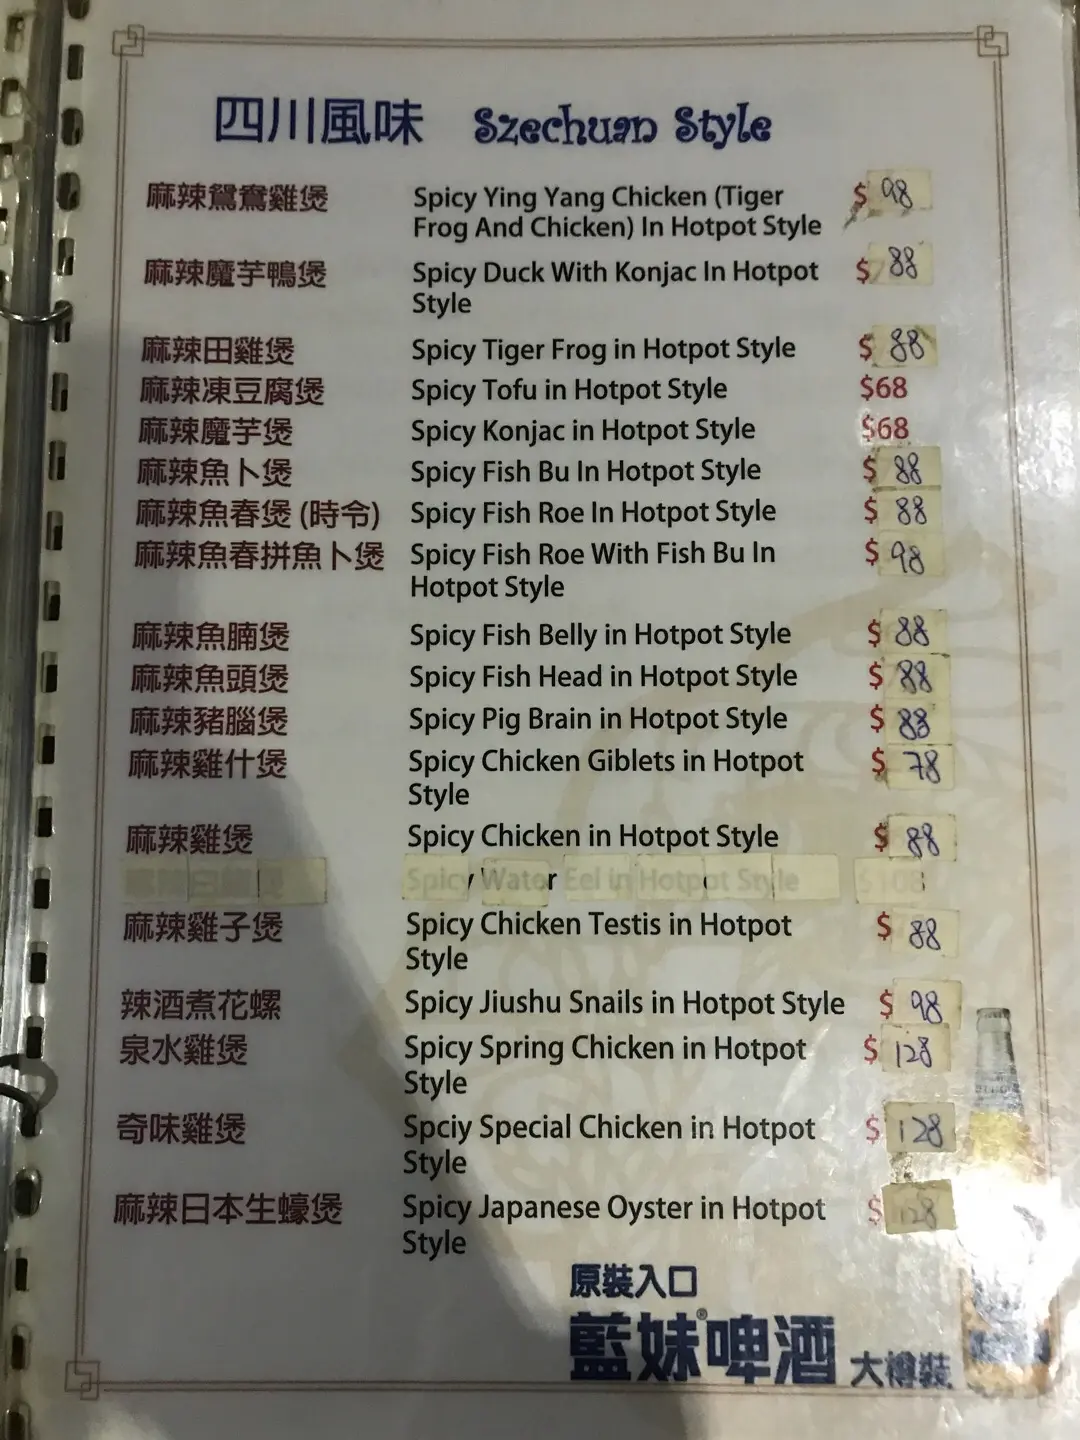 四川風味 Szechuan Style
麻辣鴛鴦雞煲 Spicy Ying Yang Chicken (Tiger $ 98
Frog And Chicken) In Hotpot Style
麻辣魔芋鴨煲 Spicy Duck With Konjac In Hotpot $ 88
Style
麻辣田雞煲 Spicy Tiger Frog in Hotpot Style $ 88
麻辣凍豆腐煲 Spicy Tofu in Hotpot Style $68
麻辣魔芋煲 Spicy Konjac in Hotpot Style $68
麻辣魚卜煲 Spicy Fish Bu In Hotpot Style $ 88
麻辣魚春煲 (時令) Spicy Fish Roe In Hotpot Style $ 88
麻辣魚春拼魚卜煲 Spicy Fish Roe With Fish Bu In $ 98
Hotpot Style
麻辣魚腩煲 Spicy Fish Belly in Hotpot Style $ 88
麻辣魚頭煲 Spicy Fish Head in Hotpot Style $ 88
麻辣豬腦煲 Spicy Pig Brain in Hotpot Style $ 88
麻辣雞什煲 Spicy Chicken Giblets in Hotpot $ 78
Style
麻辣雞煲 Spicy Chicken in Hotpot Style $ 88
Spicy Water Eel in Hotpot Style $108
麻辣雞子煲 Spicy Chicken Testis in Hotpot $ 88
Style
辣酒煮花螺 Spicy Jiushu Snails in Hotpot Style $ 98
泉水雞煲 Spicy Spring Chicken in Hotpot $ 128
Style
奇味雞煲 Spciy Special Chicken in Hotpot $ 128
Style
麻辣日本生蠔煲 Spicy Japanese Oyster in Hotpot $ 128
Style
原裝入口
藍妹®啤酒 大樽裝